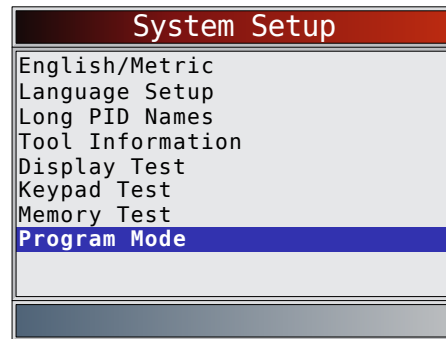 System Setup
English/Metric
Language Setup
Long PID Names
Tool Information
Display Test
Keypad Test
Memory Test
Program Mode